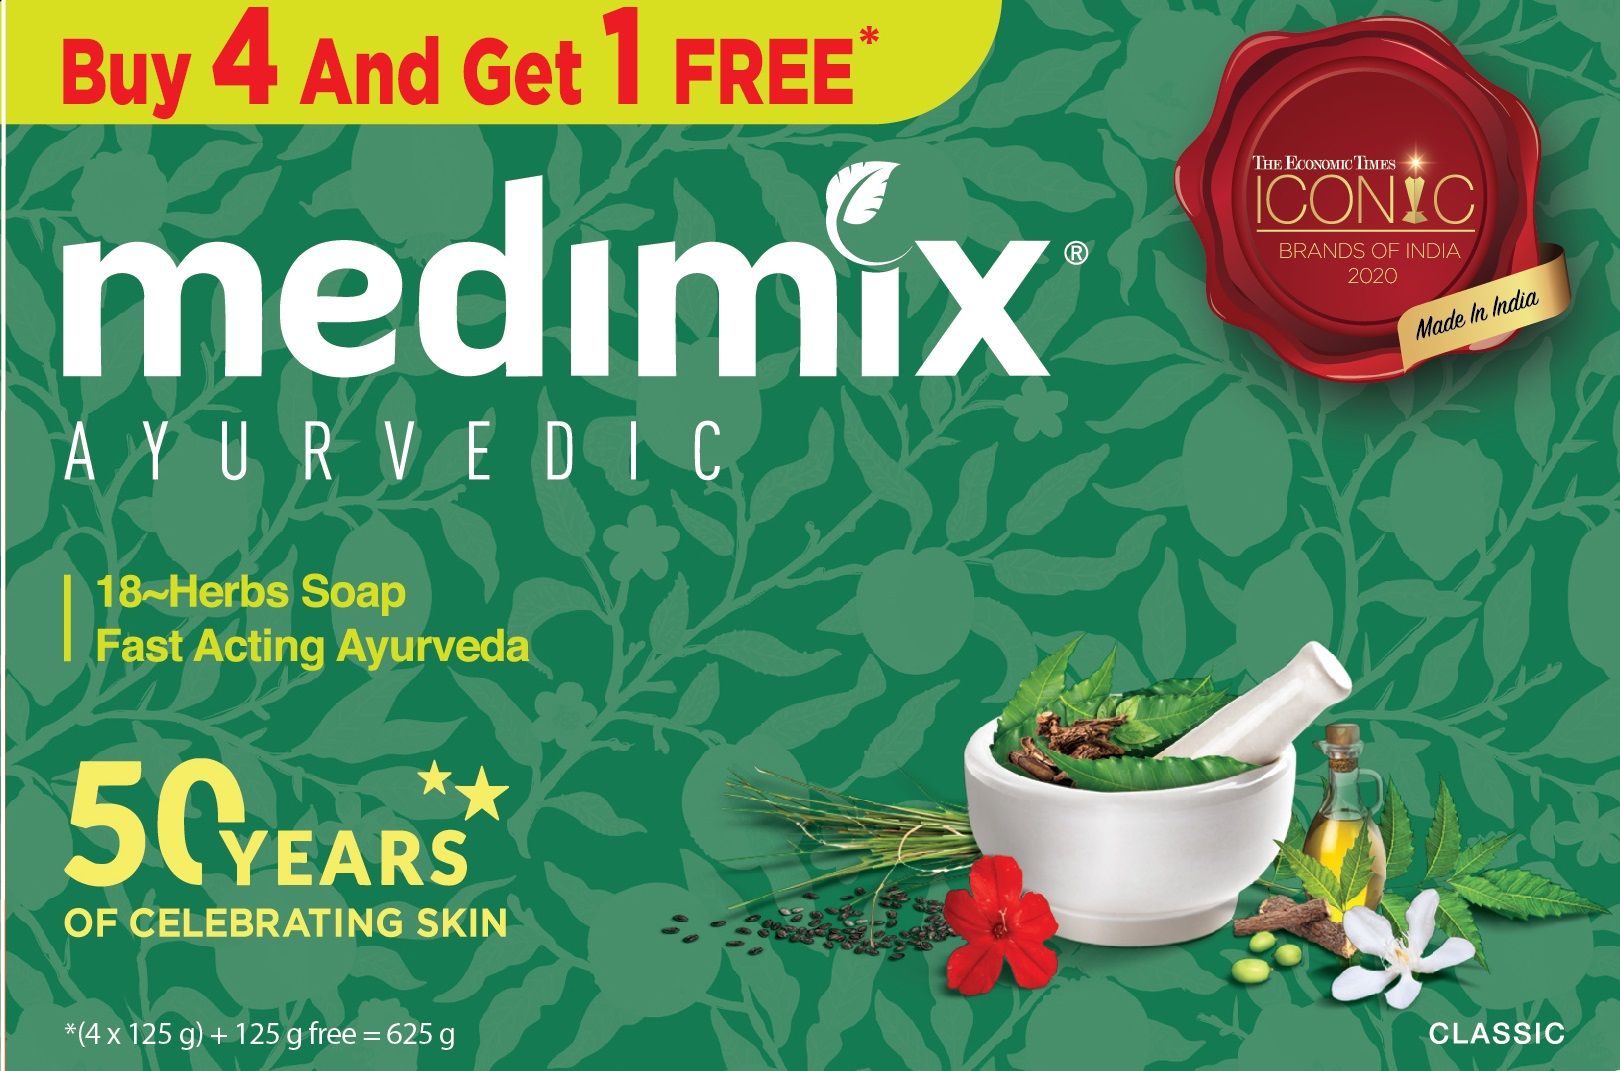 Buy 4 And Get 1 FREE*
medimix®
AYURVEDIC
THE ECONOMIC TIMES
ICONIC
BRANDS OF INDIA
2020
Made In India
18~Herbs Soap
Fast Acting Ayurveda
50 YEARS
OF CELEBRATING SKIN
*(4 x 125 g) + 125 g free = 625 g
CLASSIC